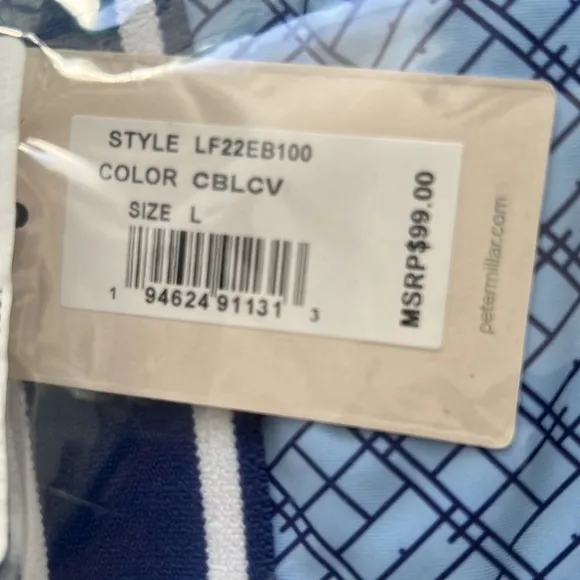 STYLE LF22EB100
COLOR CBLCV
SIZE L
1 94624 91131 3
MSRP$99.00
petermillar.com